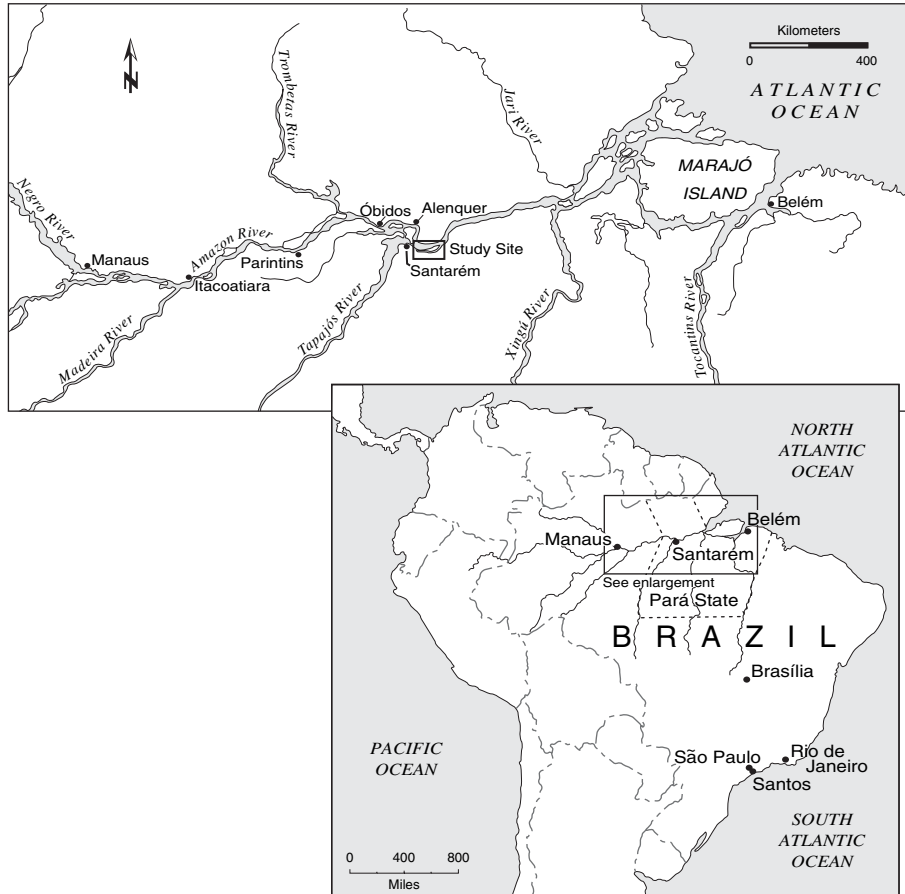 Kilometers
0 400
N
ATLANTIC
OCEAN
Trombetas River
Jari River
MARAJÓ
ISLAND
Belém
Negro River
Óbidos
Alenquer
Amazon River
Study Site
Manaus
Parintins
Santarém
Itacoatiara
Madeira River
Tapajós River
Xingú River
Tocantins River
NORTH
ATLANTIC
OCEAN
Belém
Manaus
Santarém
See enlargement
Pará State
BRAZIL
Brasília
PACIFIC
OCEAN
São Paulo
Rio de
Janeiro
Santos
SOUTH
ATLANTIC
OCEAN
0 400 800
Miles